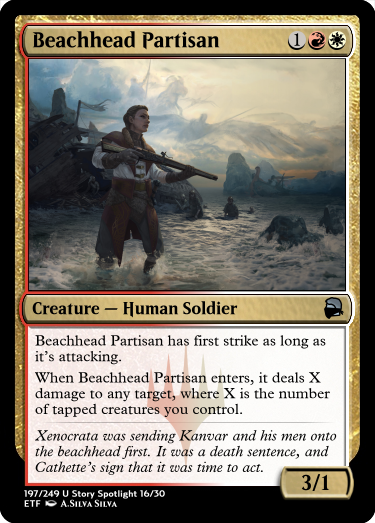 Beachhead Partisan 1
Creature — Human Soldier
Beachhead Partisan has first strike as long as
it's attacking.
When Beachhead Partisan enters, it deals X
damage to any target, where X is the number
of tapped creatures you control.
Xenocrata was sending Kanvar and his men onto
the beachhead first. It was a death sentence, and
Cathette's sign that it was time to act.
3/1
197/249 U Story Spotlight 16/30
ETF A.Silva Silva